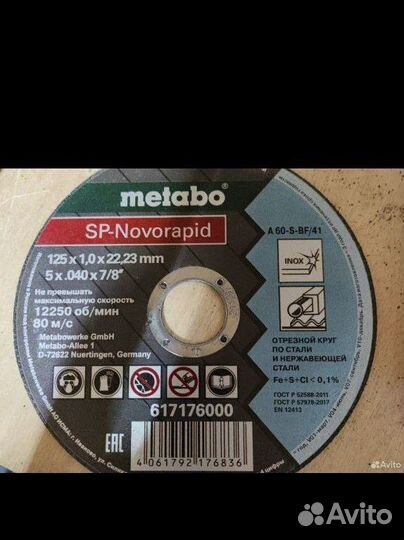 metabo
SP-Novorapid
125 x 1,0 x 22,23 mm
5 x .040 x 7/8"
Не превышать
максимальную скорость
12250 об/мин
80 м/с
Metabowerke GmbH
Metabo-Allee 1
D-72622 Nuertingen, Germany
A 60-S-BF/41
INOX
ОТРЕЗНОЙ КРУГ
ПО СТАЛИ
И НЕРЖАВЕЮЩЕЙ
СТАЛИ
Fe+S+Cl < 0,1%
ГОСТ Р 52588-2011
ГОСТ Р 57978-2017
EN 12413
617176000
EAC
4 061792 176836
Avito
Avito